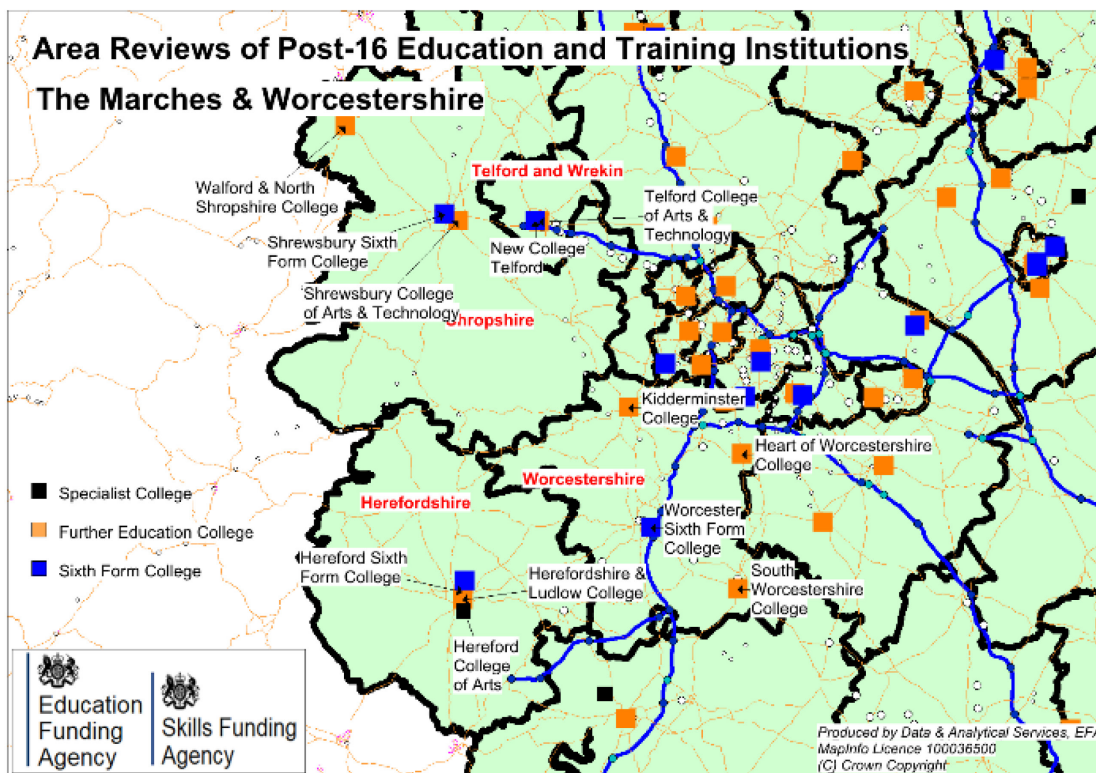 Area Reviews of Post-16 Education and Training Institutions
The Marches & Worcestershire
Walford & North
Shropshire College
Telford and Wrekin
Telford College
of Arts &
Technology
Shrewsbury Sixth
Form College
New College
Telford
Shrewsbury College
of Arts & Technology
Shropshire
Kidderminster
College
Heart of Worcestershire
College
Worcestershire
Herefordshire
Specialist College
Further Education College
Sixth Form College
Worcester
Sixth Form
College
Hereford Sixth
Form College
Herefordshire &
Ludlow College
South
Worcestershire
College
Hereford
College
of Arts
Education
Funding
Agency
Skills Funding
Agency
Produced by Data & Analytical Services, EFA
MapInfo Licence 100036500
(C) Crown Copyright